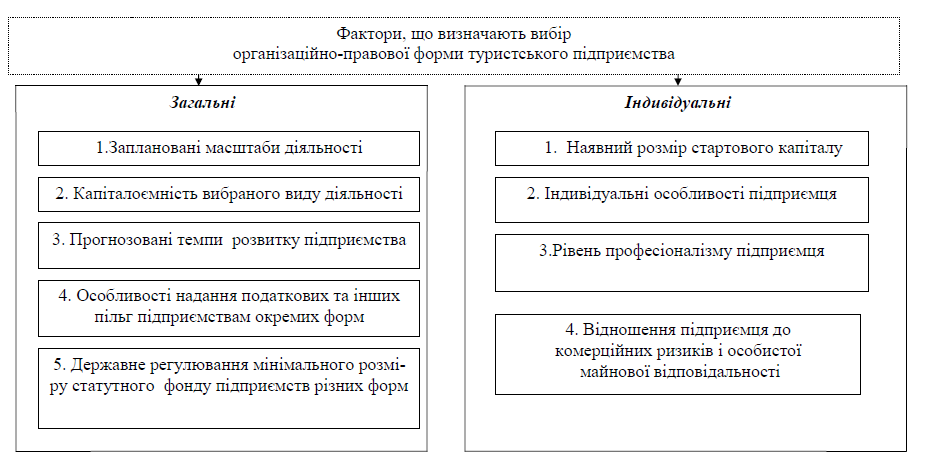 Фактори, що визначають вибір
організаційно-правової форми туристського підприємства
Загальні
1.Заплановані масштаби діяльності
2. Капіталоємність вибраного виду діяльності
3. Прогнозовані темпи розвитку підприємства
4. Особливості надання податкових та інших
пільг підприємствам окремих форм
5. Державне регулювання мінімального розмі-
ру статутного фонду підприємств різних форм
Індивідуальні
1. Наявний розмір стартового капіталу
2. Індивідуальні особливості підприємця
3.Рівень професіоналізму підприємця
4. Відношення підприємця до
комерційних ризиків і особистої
майнової відповідальності